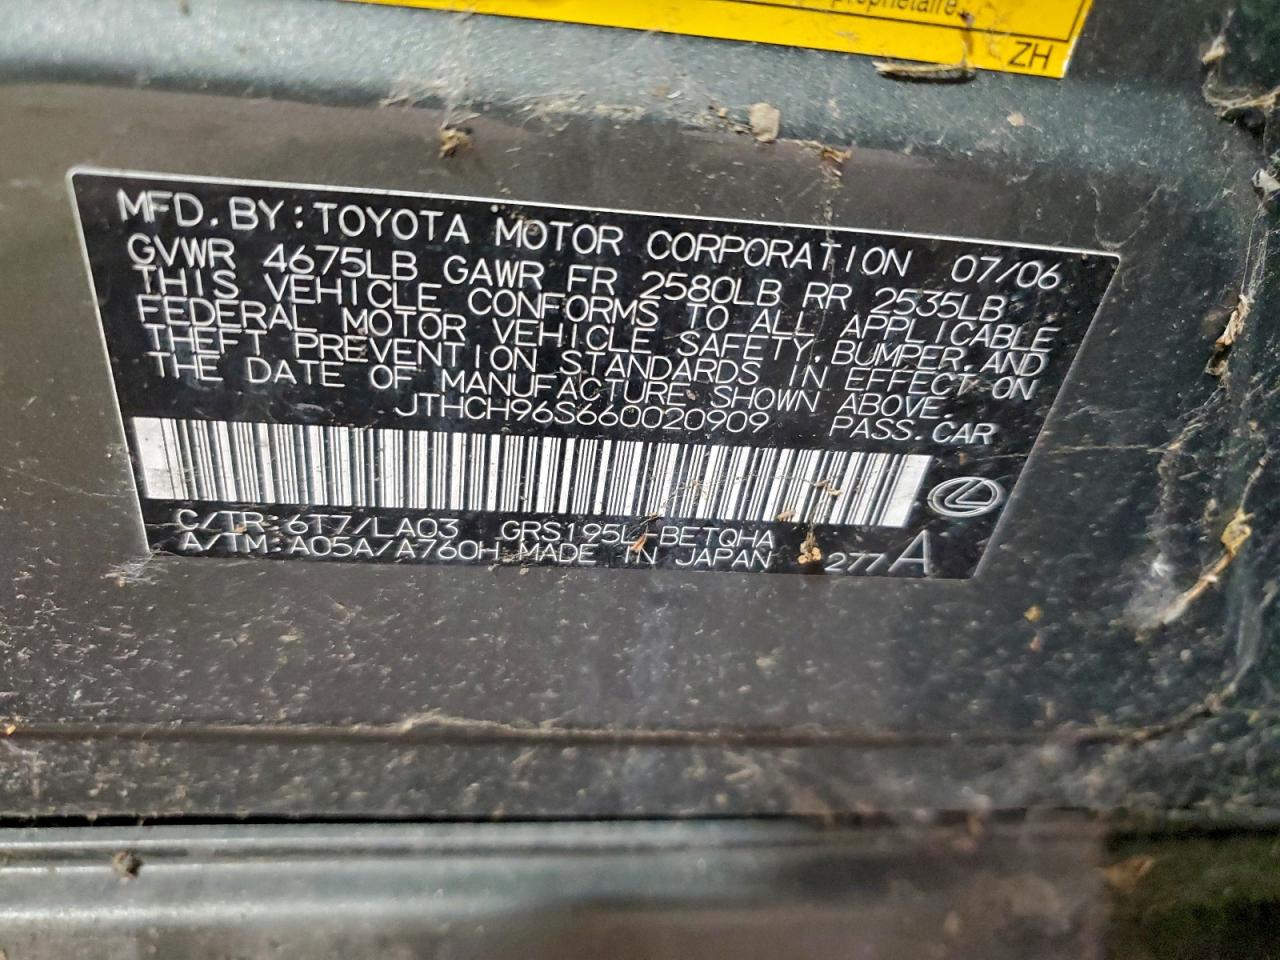 propriétaire.
ZH
MFD. BY: TOYOTA MOTOR CORPORATION 07/06
GVWR 4675LB GAWR FR 2580LB RR 2535LB
THIS VEHICLE CONFORMS TO ALL APPLICABLE
FEDERAL MOTOR VEHICLE SAFETY, BUMPER, AND
THEFT PREVENTION STANDARDS IN EFFECT ON
THE DATE OF MANUFACTURE SHOWN ABOVE.
JTHCH96S660020909 PASS. CAR
C/TR: 6T7/LA03 GRS195L-BETQHA
A/TM: A05A/A760H MADE IN JAPAN 277 A